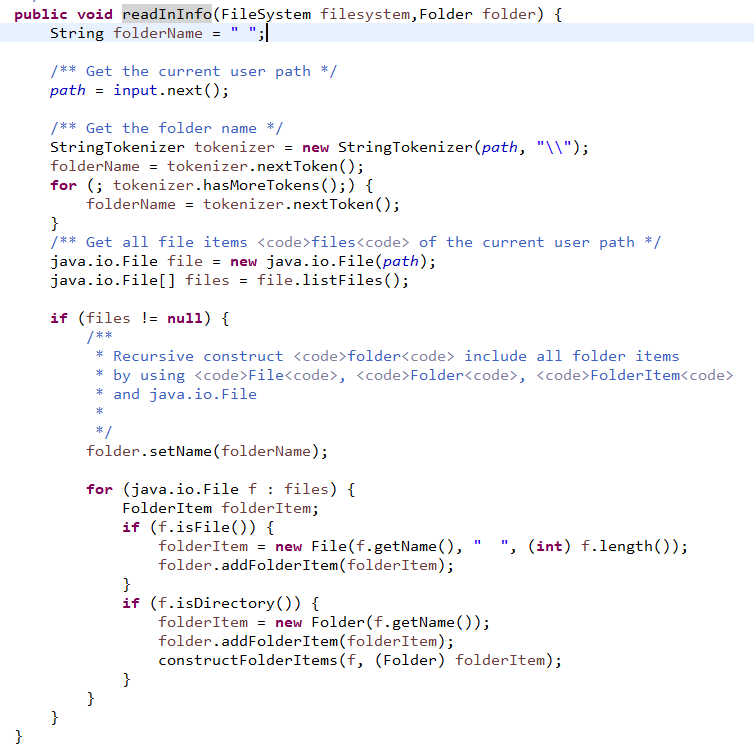 public void readInInfo(FileSystem filesystem,Folder folder) {
    String folderName = " ";

    /** Get the current user path */
    path = input.next();

    /** Get the folder name */
    StringTokenizer tokenizer = new StringTokenizer(path, "\\");
    folderName = tokenizer.nextToken();
    for (; tokenizer.hasMoreTokens();) {
        folderName = tokenizer.nextToken();
    }
    /** Get all file items <code>files<code> of the current user path */
    java.io.File file = new java.io.File(path);
    java.io.File[] files = file.listFiles();

    if (files != null) {
        /**
         * Recursive construct <code>folder<code> include all folder items
         * by using <code>File<code>, <code>Folder<code>, <code>FolderItem<code>
         * and java.io.File
         *
         */
        folder.setName(folderName);

        for (java.io.File f : files) {
            FolderItem folderItem;
            if (f.isFile()) {
                folderItem = new File(f.getName(), "  ", (int) f.length());
                folder.addFolderItem(folderItem);
            }
            if (f.isDirectory()) {
                folderItem = new Folder(f.getName());
                folder.addFolderItem(folderItem);
                constructFolderItems(f, (Folder) folderItem);
            }
        }
    }
}